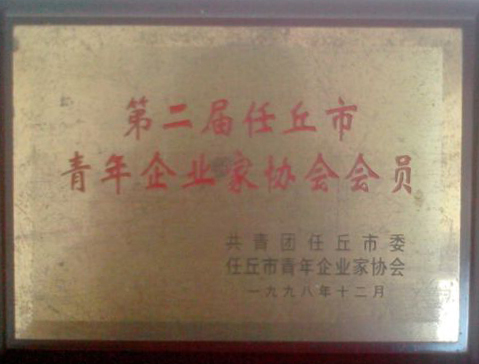 第二届任丘市
青年企业家协会会员
共青团任丘市委
任丘市青年企业家协会
一九九八年十二月